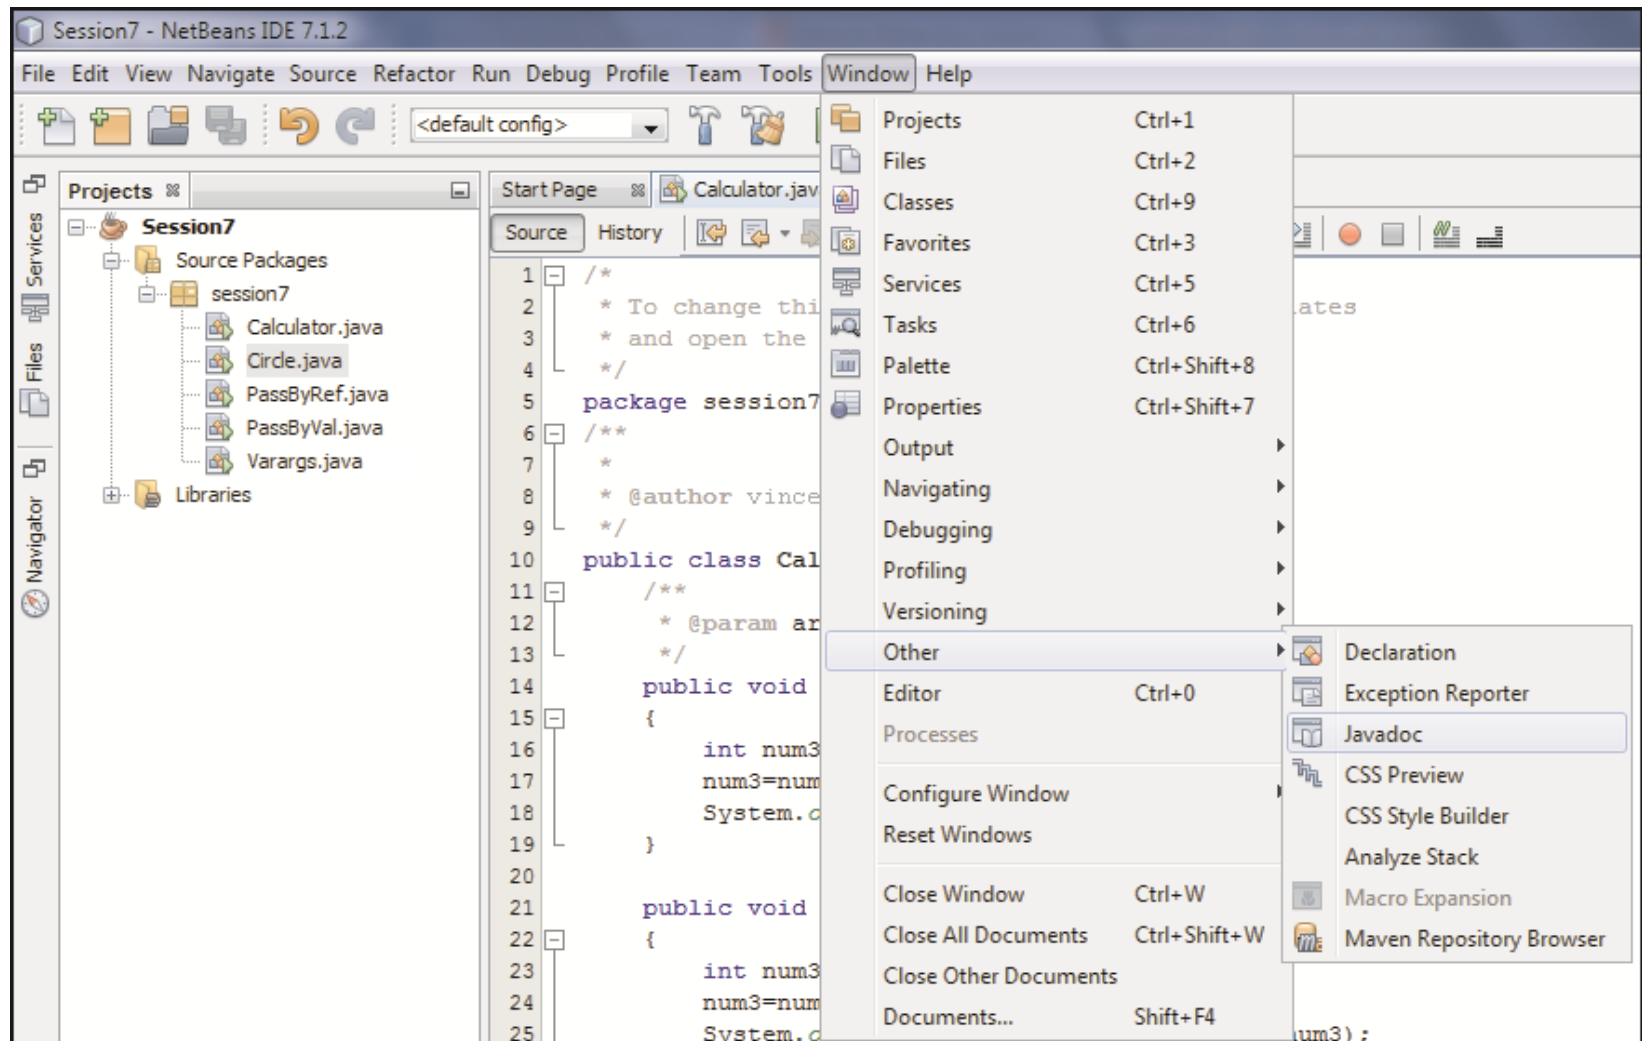 Session7 - NetBeans IDE 7.1.2
File Edit View Navigate Source Refactor Run Debug Profile Team Tools Window Help
<default config>
Services
Files
Navigator
Projects
Session7
Source Packages
session7
Calculator.java
Circle.java
PassByRef.java
PassByVal.java
Varargs.java
Libraries
Start Page Calculator.jav
Source History
1 /*
2 * To change thi ates
3 * and open the
4 */
5 package session7
6 /**
7 *
8 * @author vince
9 */
10 public class Cal
11 /**
12 * @param ar
13 */
14 public void
15 {
16 int num3
17 num3=num
18 System.o
19 }
20
21 public void
22 {
23 int num3
24 num3=num
25 System.o num3);
Projects Ctrl+1
Files Ctrl+2
Classes Ctrl+9
Favorites Ctrl+3
Services Ctrl+5
Tasks Ctrl+6
Palette Ctrl+Shift+8
Properties Ctrl+Shift+7
Output
Navigating
Debugging
Profiling
Versioning
Other
Editor Ctrl+0
Processes
Configure Window
Reset Windows
Close Window Ctrl+W
Close All Documents Ctrl+Shift+W
Close Other Documents
Documents... Shift+F4
Declaration
Exception Reporter
Javadoc
CSS Preview
CSS Style Builder
Analyze Stack
Macro Expansion
Maven Repository Browser